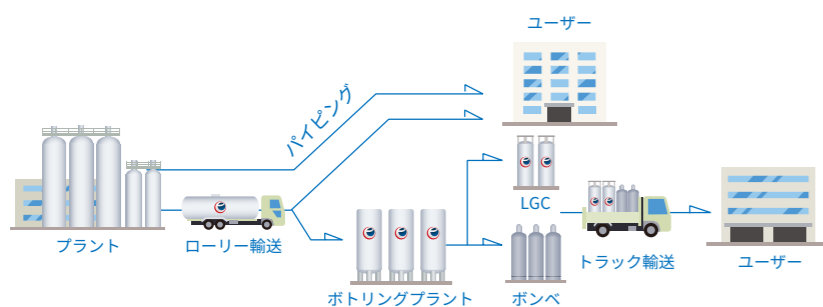 ユーザー
パイピング
プラント
ローリー輸送
ボトリングプラント
LGC
ボンベ
トラック輸送
ユーザー